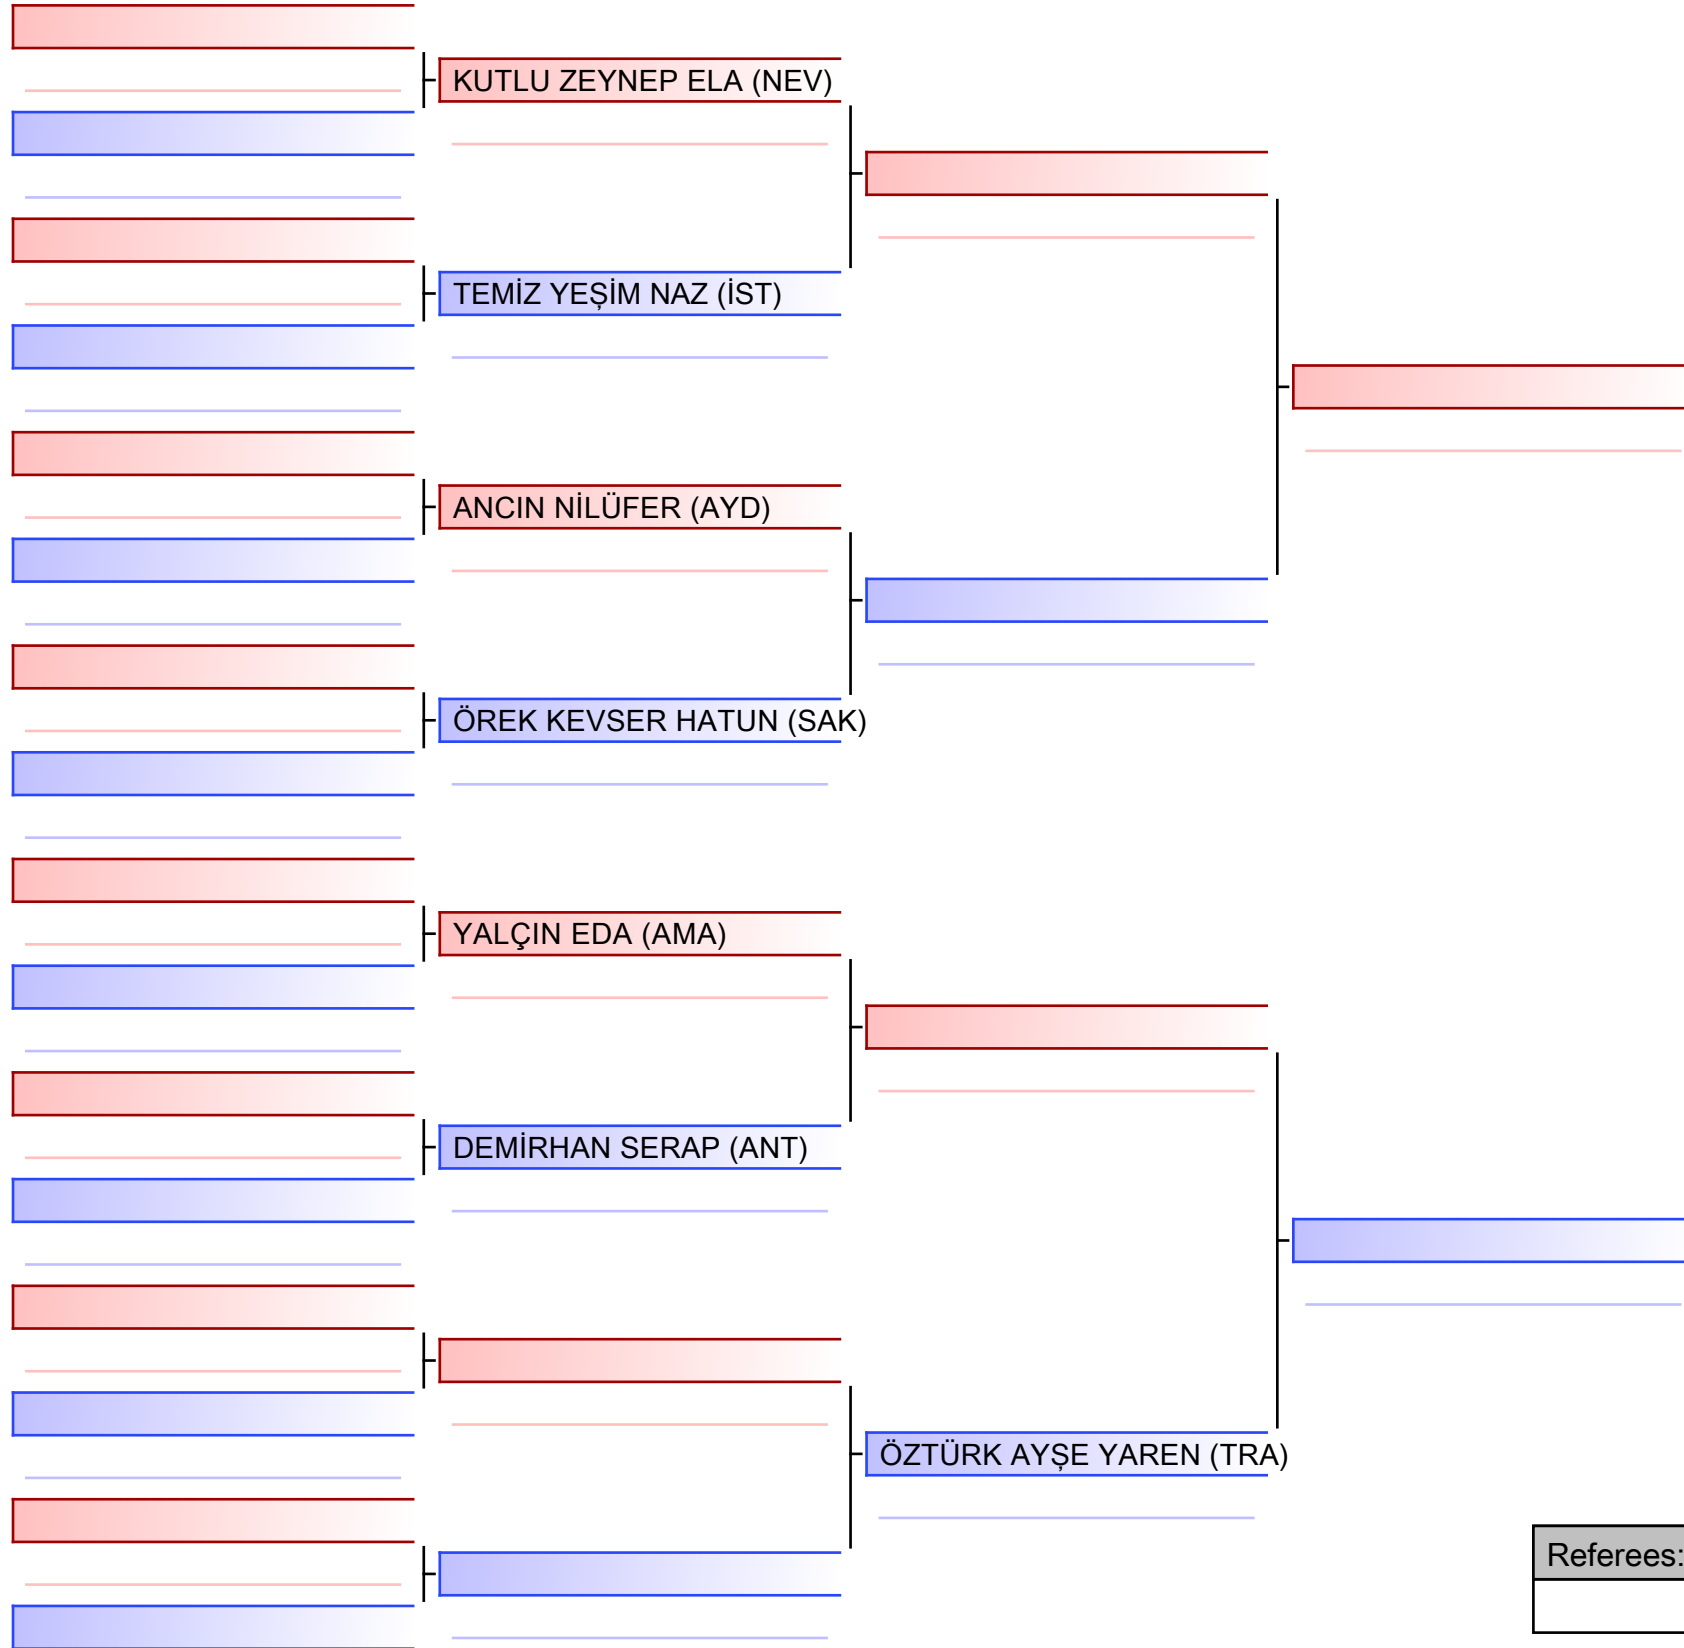 KUTLU ZEYNEP ELA (NEV)
TEMİZ YEŞİM NAZ (İST)
ANCIN NİLÜFER (AYD)
ÖREK KEVSER HATUN (SAK)
YALÇIN EDA (AMA)
DEMİRHAN SERAP (ANT)
ÖZTÜRK AYŞE YAREN (TRA)
Referees: